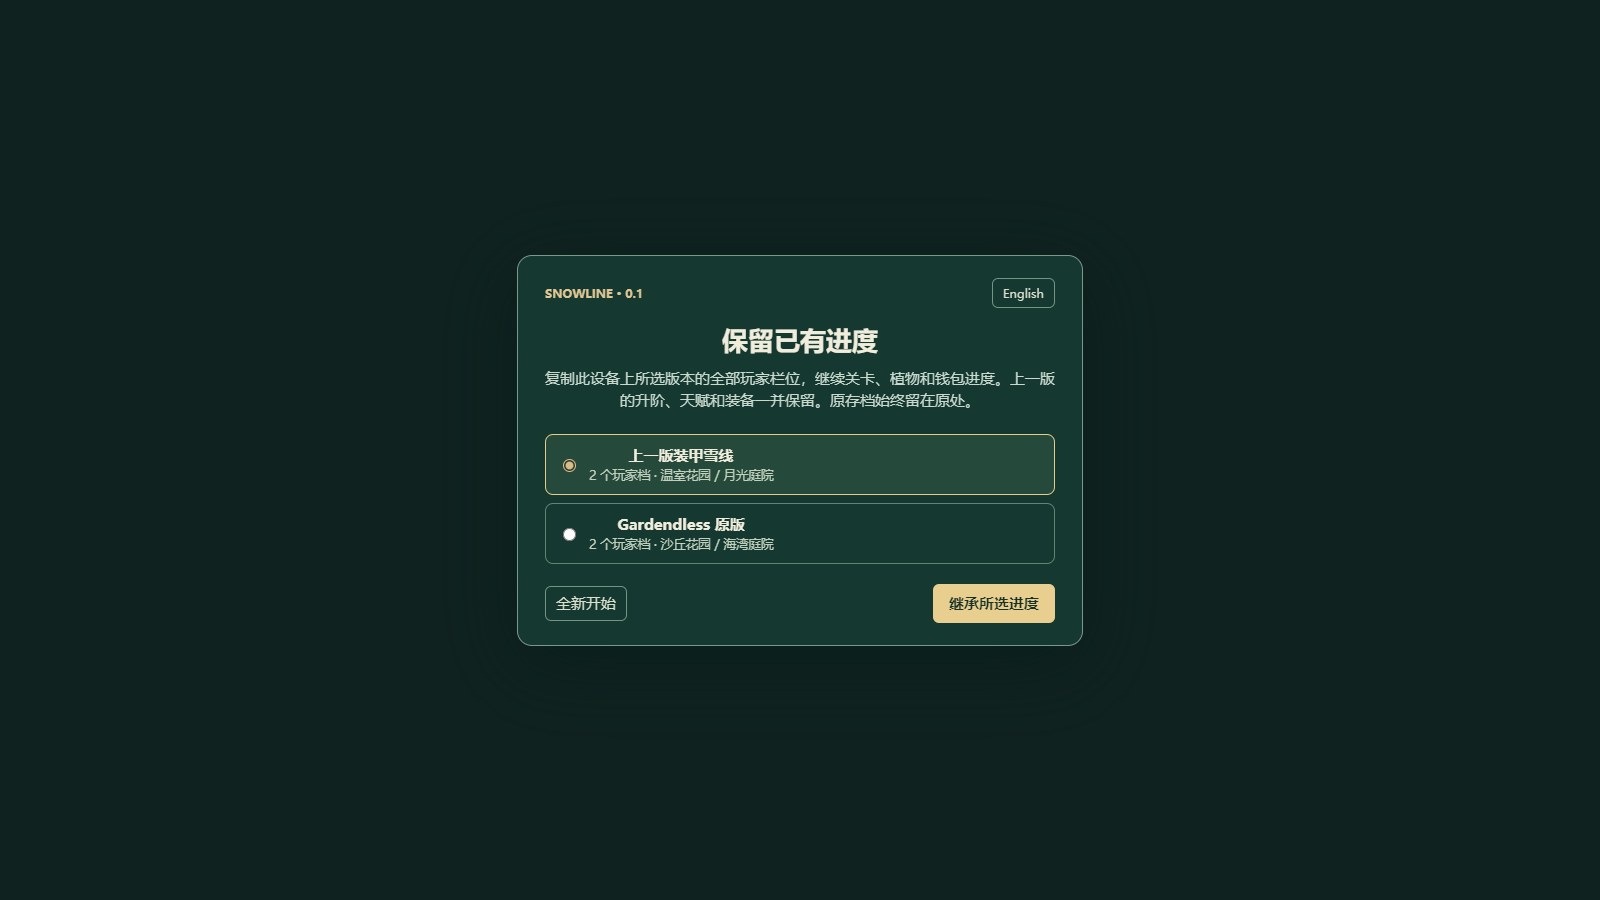 SNOWLINE • 0.1
English
保留已有进度
复制此设备上所选版本的全部玩家栏位，继续关卡、植物和钱包进度。上一版
的升阶、天赋和装备一并保留。原存档始终留在原处。
上一版装甲雪线
2 个玩家档 · 温室花园 / 月光庭院
Gardendless 原版
2 个玩家档 · 沙丘花园 / 海湾庭院
全新开始
继承所选进度